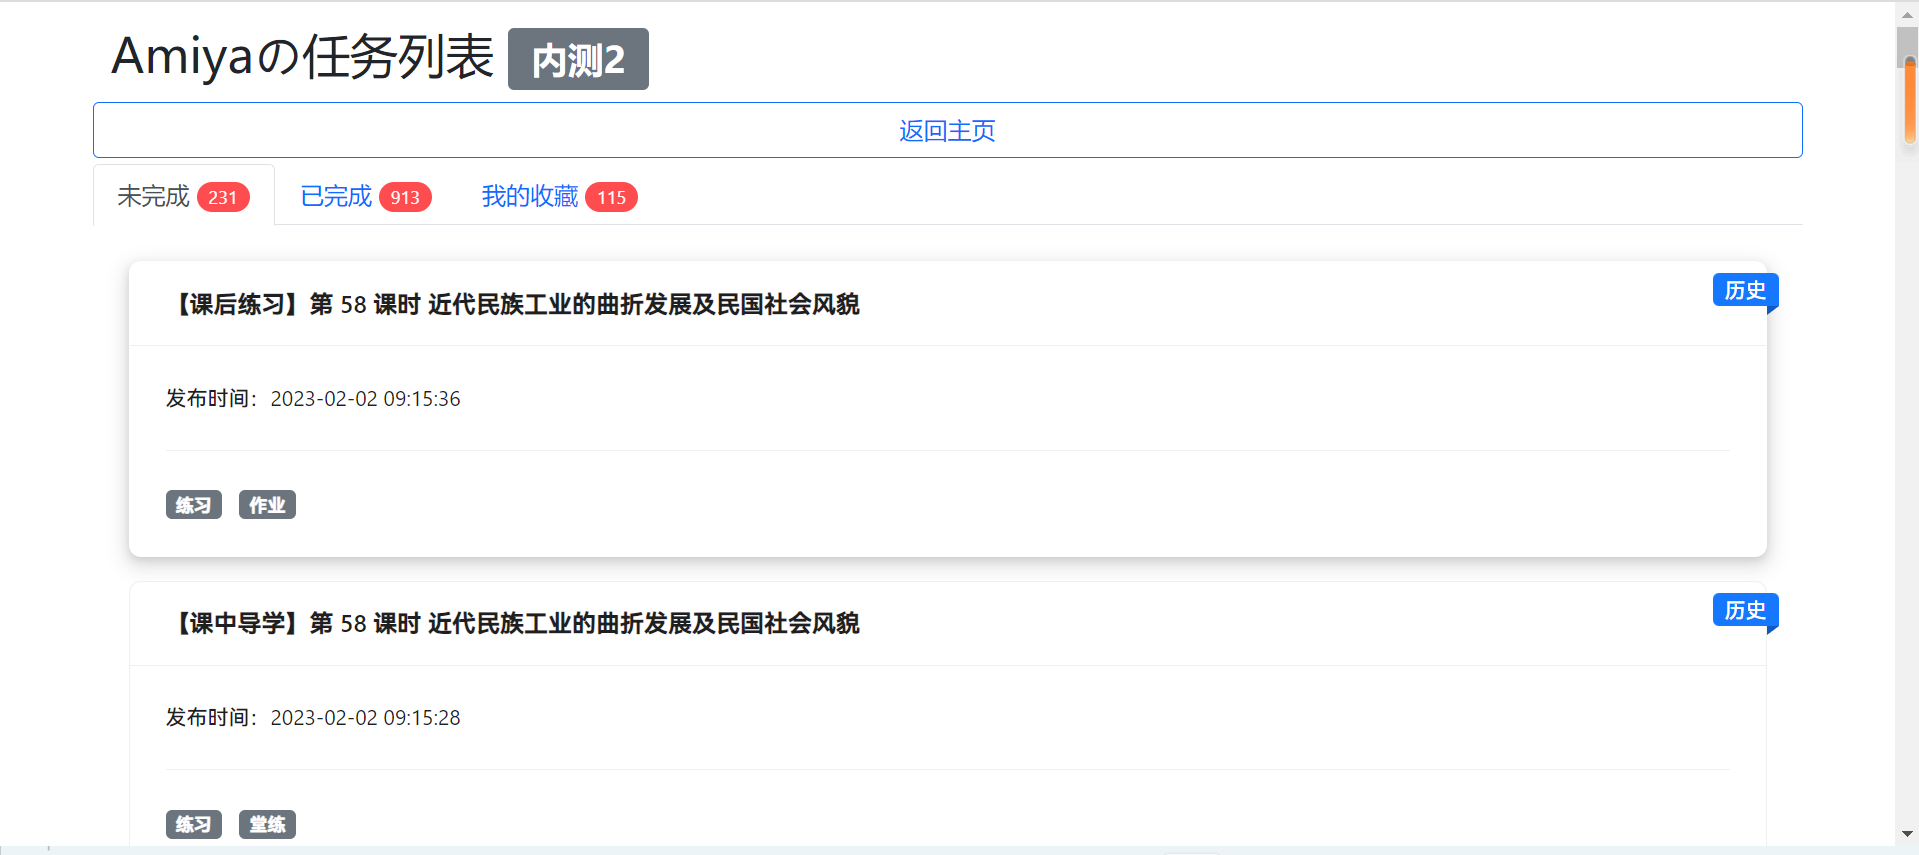 Amiyaの任务列表 内测2
返回主页
未完成 231 已完成 913 我的收藏 115
【课后练习】第 58 课时 近代民族工业的曲折发展及民国社会风貌
历史
发布时间：2023-02-02 09:15:36
练习 作业
【课中导学】第 58 课时 近代民族工业的曲折发展及民国社会风貌
历史
发布时间：2023-02-02 09:15:28
练习 堂练